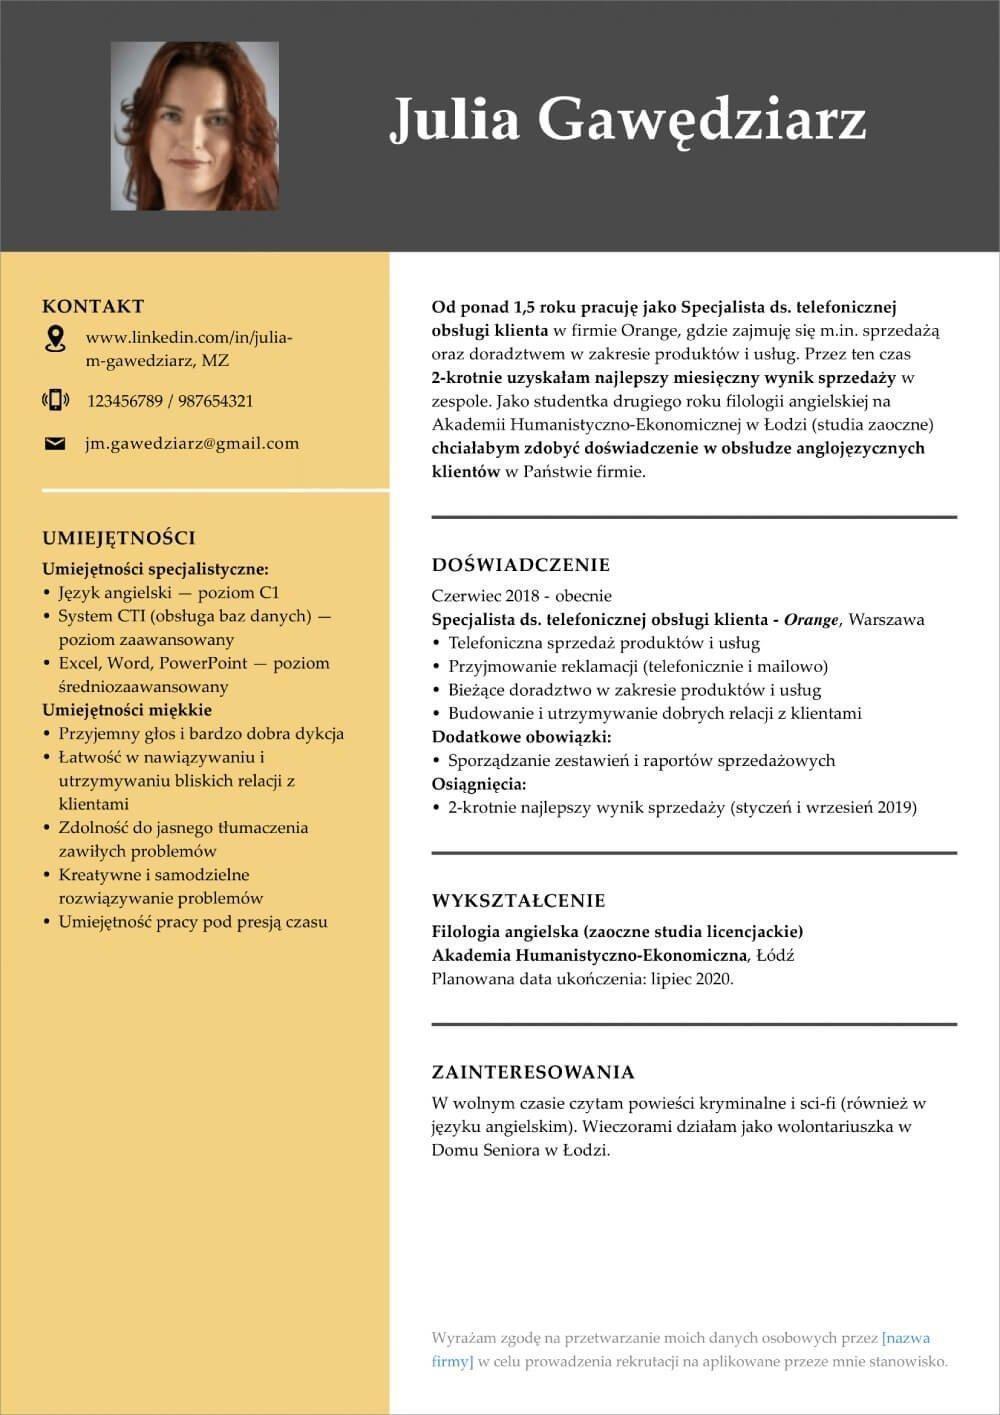 Julia Gawędziarz
KONTAKT
www.linkedin.com/in/julia-
m-gawedziarz, MZ
123456789 / 987654321
jm.gawedziarz@gmail.com
UMIEJĘTNOŚCI
Umiejętności specjalistyczne:
• Język angielski — poziom C1
• System CTI (obsługa baz danych) —
poziom zaawansowany
• Excel, Word, PowerPoint — poziom
średniozaawansowany
Umiejętności miękkie
• Przyjemny głos i bardzo dobra dykcja
• Łatwość w nawiązywaniu i
utrzymywaniu bliskich relacji z
klientami
• Zdolność do jasnego tłumaczenia
zawiłych problemów
• Kreatywne i samodzielne
rozwiązywanie problemów
• Umiejętność pracy pod presją czasu
Od ponad 1,5 roku pracuję jako Specjalista ds. telefonicznej
obsługi klienta w firmie Orange, gdzie zajmuję się m.in. sprzedażą
oraz doradztwem w zakresie produktów i usług. Przez ten czas
2-krotnie uzyskałam najlepszy miesięczny wynik sprzedaży w
zespole. Jako studentka drugiego roku filologii angielskiej na
Akademii Humanistyczno-Ekonomicznej w Łodzi (studia zaoczne)
chciałabym zdobyć doświadczenie w obsłudze anglojęzycznych
klientów w Państwie firmie.
DOŚWIADCZENIE
Czerwiec 2018 - obecnie
Specjalista ds. telefonicznej obsługi klienta - Orange, Warszawa
• Telefoniczna sprzedaż produktów i usług
• Przyjmowanie reklamacji (telefonicznie i mailowo)
• Bieżące doradztwo w zakresie produktów i usług
• Budowanie i utrzymywanie dobrych relacji z klientami
Dodatkowe obowiązki:
• Sporządzanie zestawień i raportów sprzedażowych
Osiągnięcia:
• 2-krotnie najlepszy wynik sprzedaży (styczeń i wrzesień 2019)
WYKSZTAŁCENIE
Filologia angielska (zaoczne studia licencjackie)
Akademia Humanistyczno-Ekonomiczna, Łódź
Planowana data ukończenia: lipiec 2020.
ZAINTERESOWANIA
W wolnym czasie czytam powieści kryminalne i sci-fi (również w
języku angielskim). Wieczorami działam jako wolontariuszka w
Domu Seniora w Łodzi.
Wyrażam zgodę na przetwarzanie moich danych osobowych przez [nazwa
firmy] w celu prowadzenia rekrutacji na aplikowane przeze mnie stanowisko.